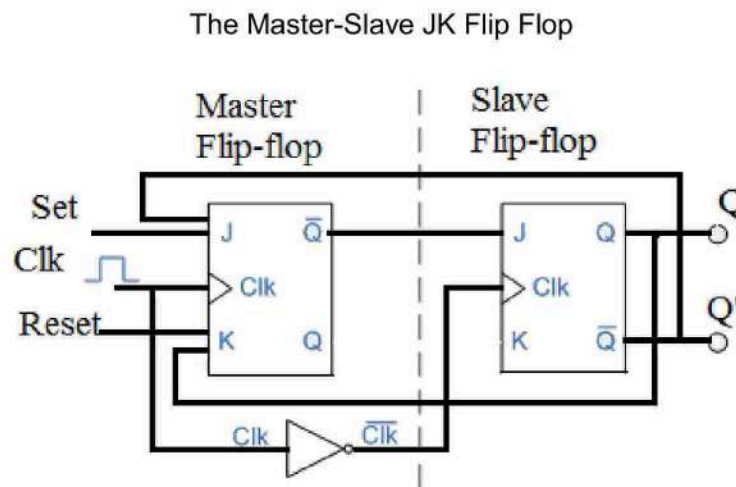 The Master-Slave JK Flip Flop
Master
Flip-flop
Slave
Flip-flop
Set
J
Q̅
J
Q
Q
Clk
Clk
Clk
Reset
K
Q
K
Q̅
Q'
Clk
C̅l̅k̅